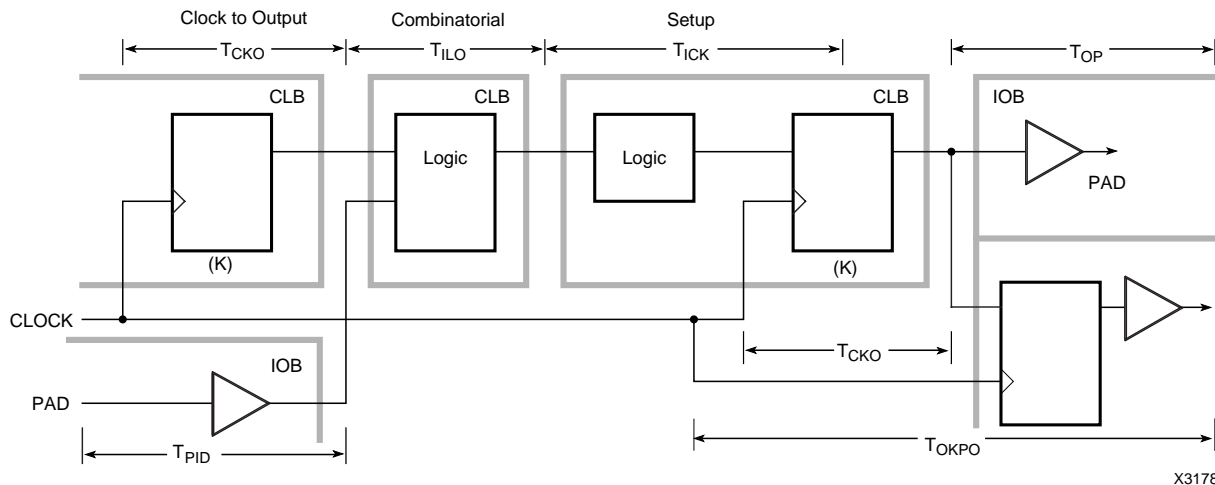 Clock to Output
Combinatorial
Setup
TCKO
TILO
TICK
TOP
CLB
CLB
CLB
IOB
Logic
Logic
PAD
(K)
(K)
CLOCK
TCKO
IOB
PAD
TPID
TOKPO
X3178